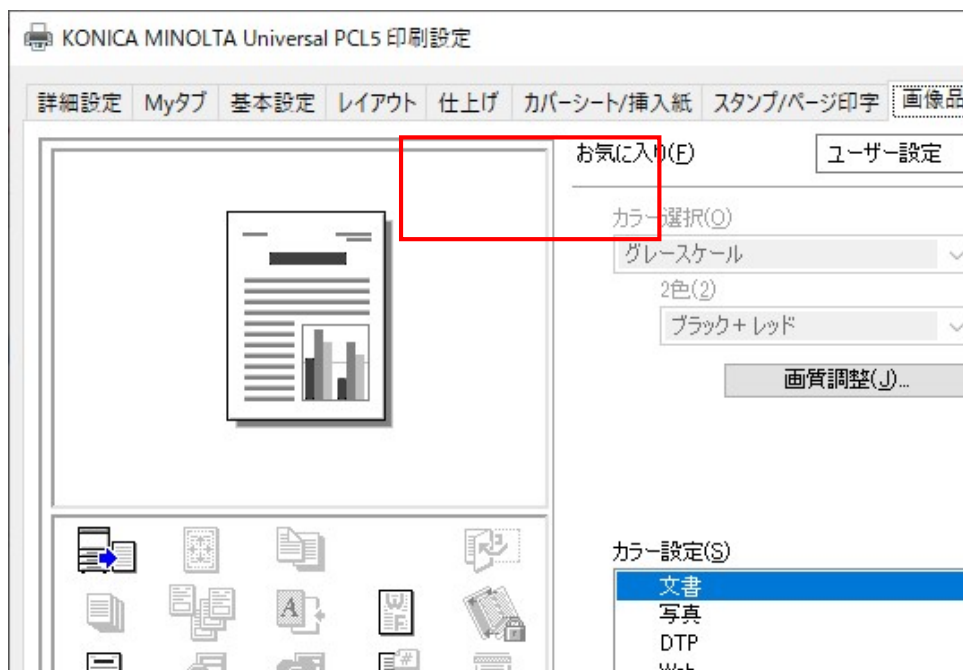 KONICA MINOLTA Universal PCL5 印刷設定
詳細設定 Myタブ 基本設定 レイアウト 仕上げ カバーシート/挿入紙 スタンプ/ページ印字 画像品
お気に入り(F) ユーザー設定
カラー選択(O)
グレースケール
2色(2)
ブラック+レッド
画質調整(J)...
カラー設定(S)
文書
写真
DTP
Web